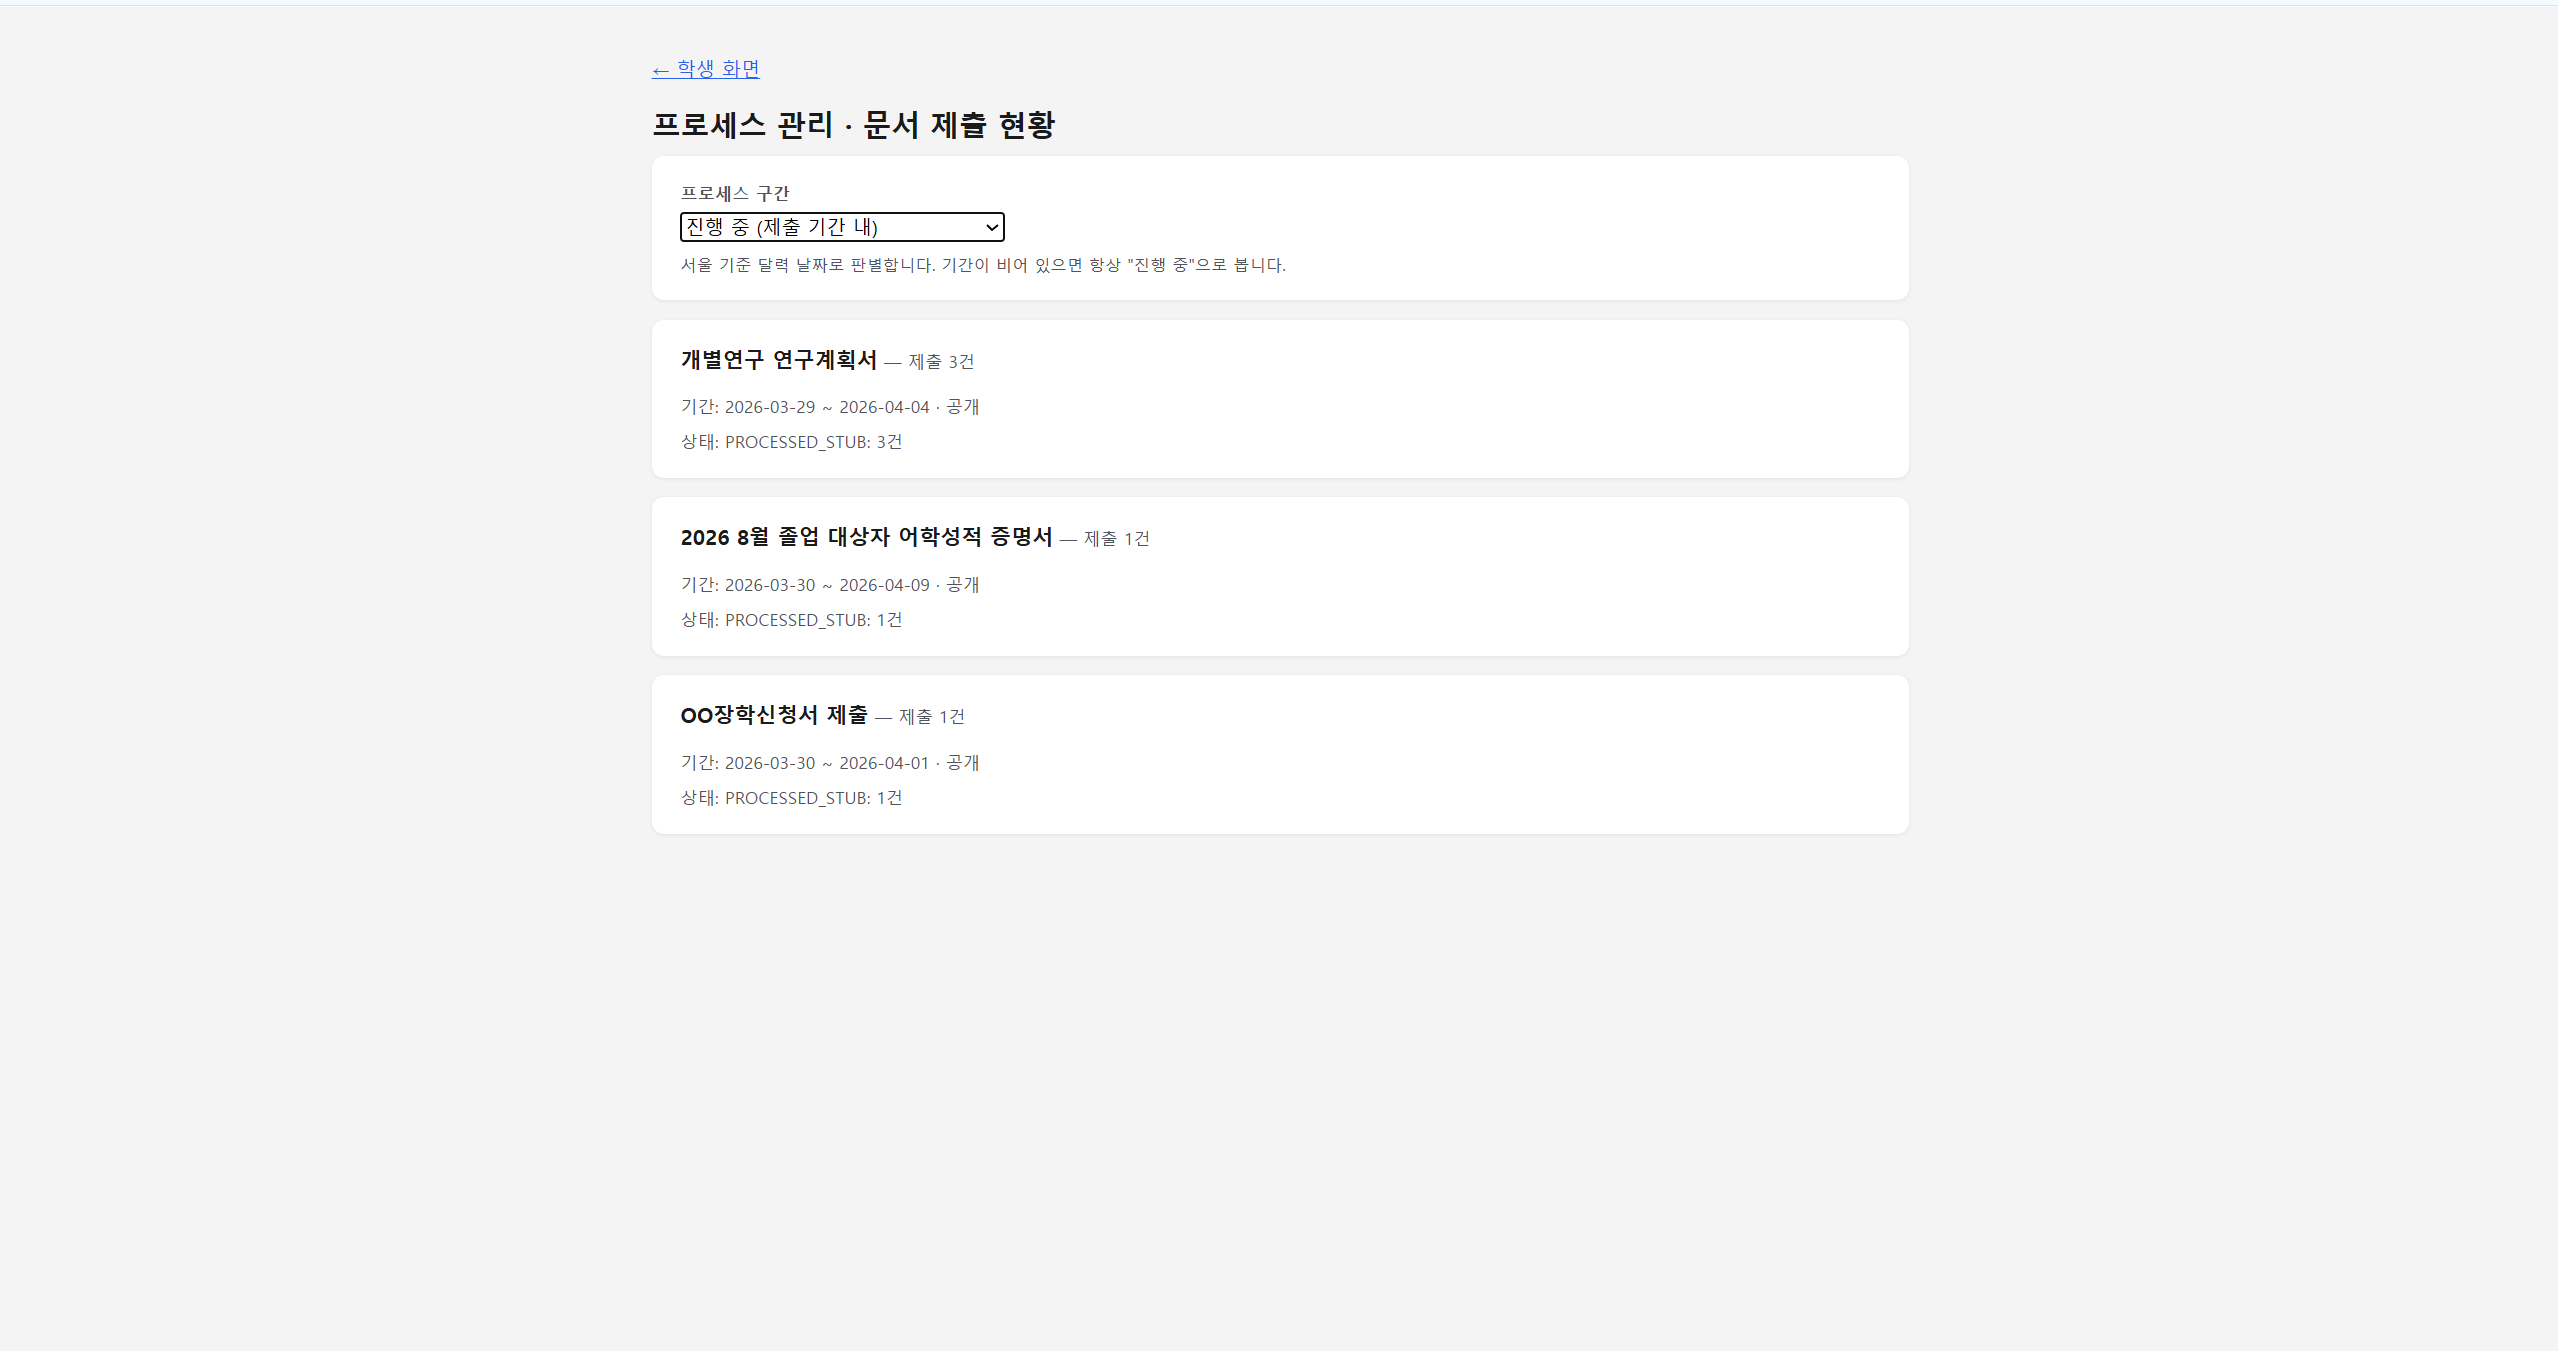 ← 학생 화면
프로세스 관리 · 문서 제출 현황
프로세스 구간
진행 중 (제출 기간 내)
서울 기준 달력 날짜로 판별합니다. 기간이 비어 있으면 항상 "진행 중"으로 봅니다.
개별연구 연구계획서 — 제출 3건
기간: 2026-03-29 ~ 2026-04-04 · 공개
상태: PROCESSED_STUB: 3건
2026 8월 졸업 대상자 어학성적 증명서 — 제출 1건
기간: 2026-03-30 ~ 2026-04-09 · 공개
상태: PROCESSED_STUB: 1건
OO장학신청서 제출 — 제출 1건
기간: 2026-03-30 ~ 2026-04-01 · 공개
상태: PROCESSED_STUB: 1건